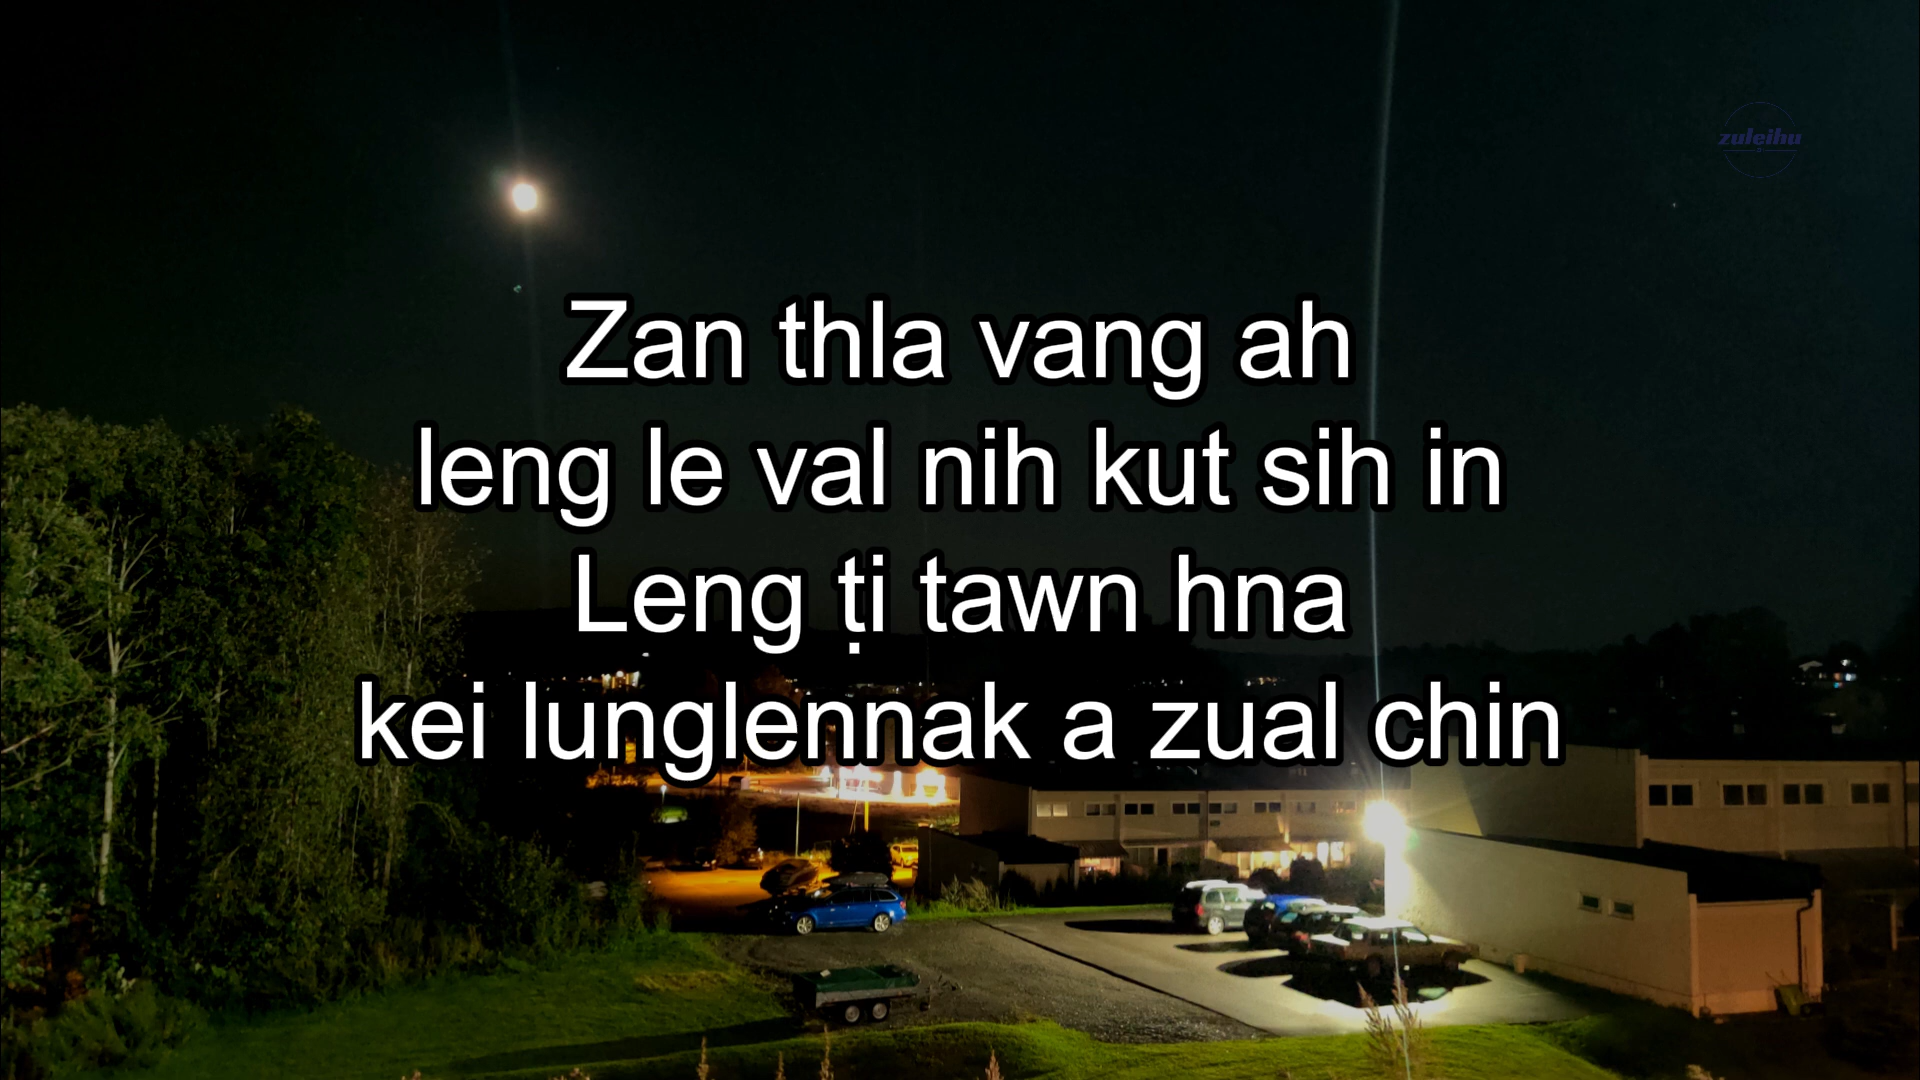 zuleihu
Zan thla vang ah
leng le val nih kut sih in
Leng ṭi tawn hna
kei lunglennak a zual chin